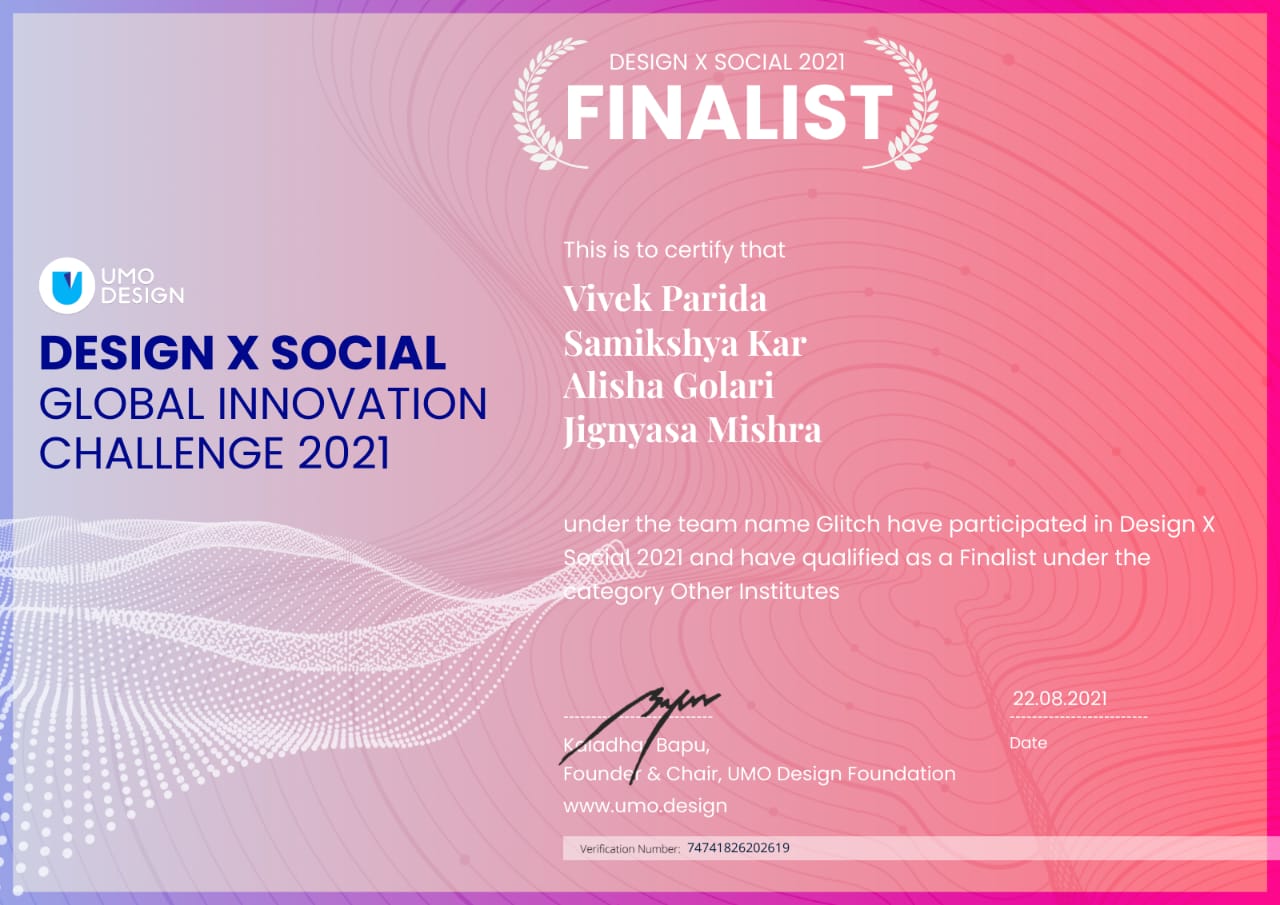 DESIGN X SOCIAL 2021
FINALIST
UMO
DESIGN
DESIGN X SOCIAL
GLOBAL INNOVATION
CHALLENGE 2021
This is to certify that
Vivek Parida
Samikshya Kar
Alisha Golari
Jignyasa Mishra
under the team name Glitch have participated in Design X
Social 2021 and have qualified as a Finalist under the
category Other Institutes
22.08.2021
Date
Kaladhar Bapu,
Founder & Chair, UMO Design Foundation
www.umo.design
Verification Number: 74741826202619